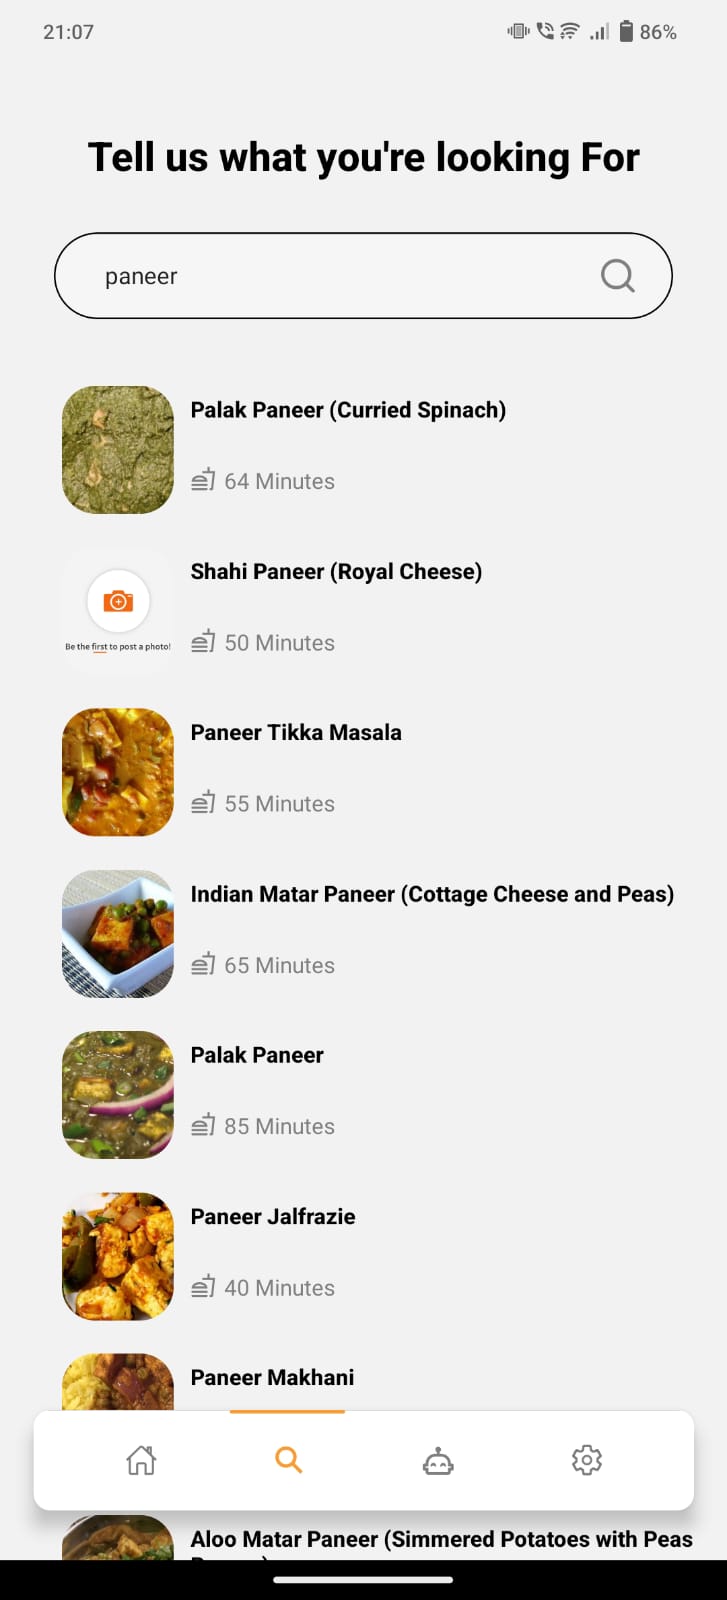 21:07
86%
Tell us what you're looking For
paneer
Palak Paneer (Curried Spinach)
64 Minutes
Shahi Paneer (Royal Cheese)
Be the first to post a photo!
50 Minutes
Paneer Tikka Masala
55 Minutes
Indian Matar Paneer (Cottage Cheese and Peas)
65 Minutes
Palak Paneer
85 Minutes
Paneer Jalfrazie
40 Minutes
Paneer Makhani
Aloo Matar Paneer (Simmered Potatoes with Peas